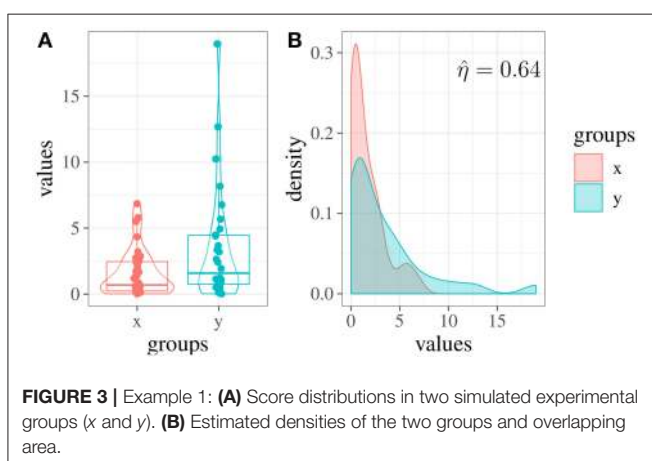 A
B
values
15
10
5
0
x
y
groups
density
0.3
0.2
0.1
0.0
η̂ = 0.64
0
5
10
15
values
groups
x
y
FIGURE 3 | Example 1: (A) Score distributions in two simulated experimental
groups (x and y). (B) Estimated densities of the two groups and overlapping
area.